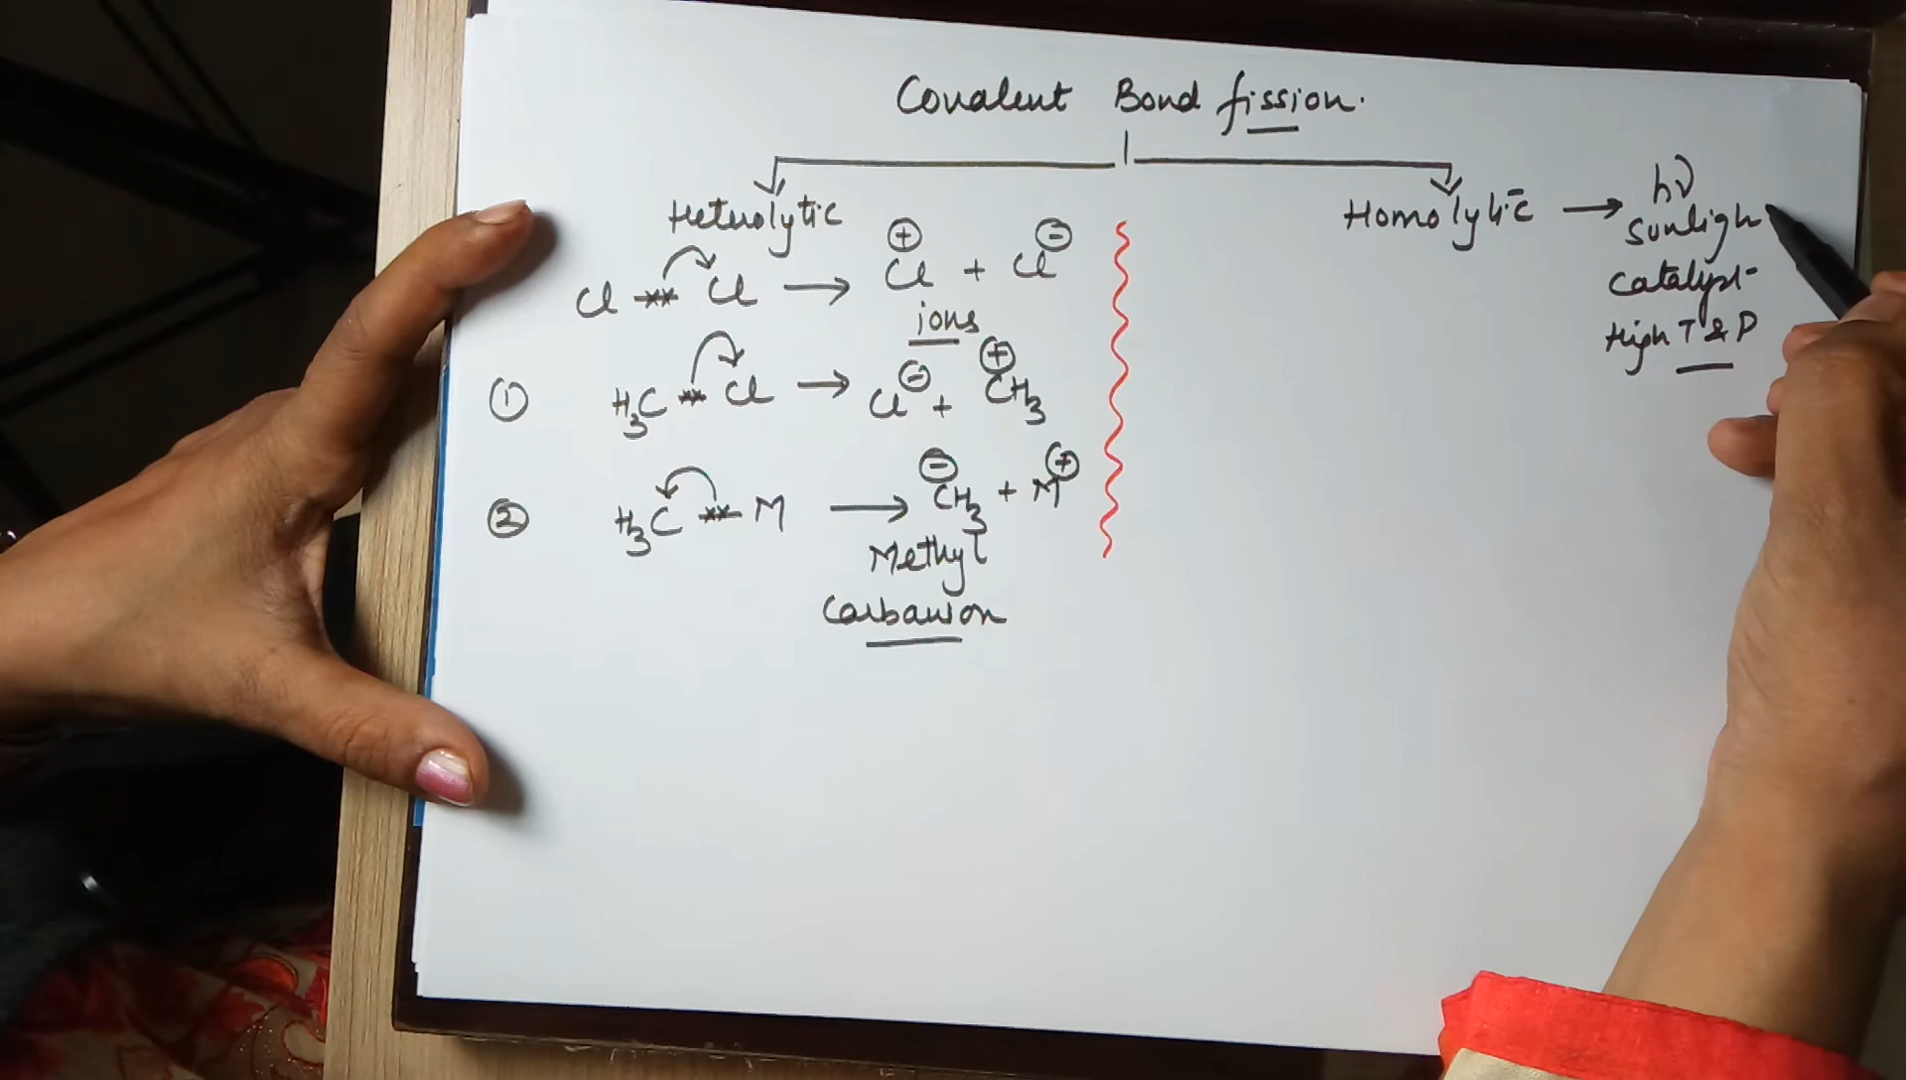 Covalent Bond fission.
Heterolytic
Cl ×× Cl → Cl⊕ + Cl⊖
ions
① H₃C ×× Cl → Cl⊖ + ⊕CH₃
② H₃C ×× M → ⊖CH₃ + M⊕
Methyl
Carbanion
Homolytic →
hν
Sunligh
Catalyst
High T & P